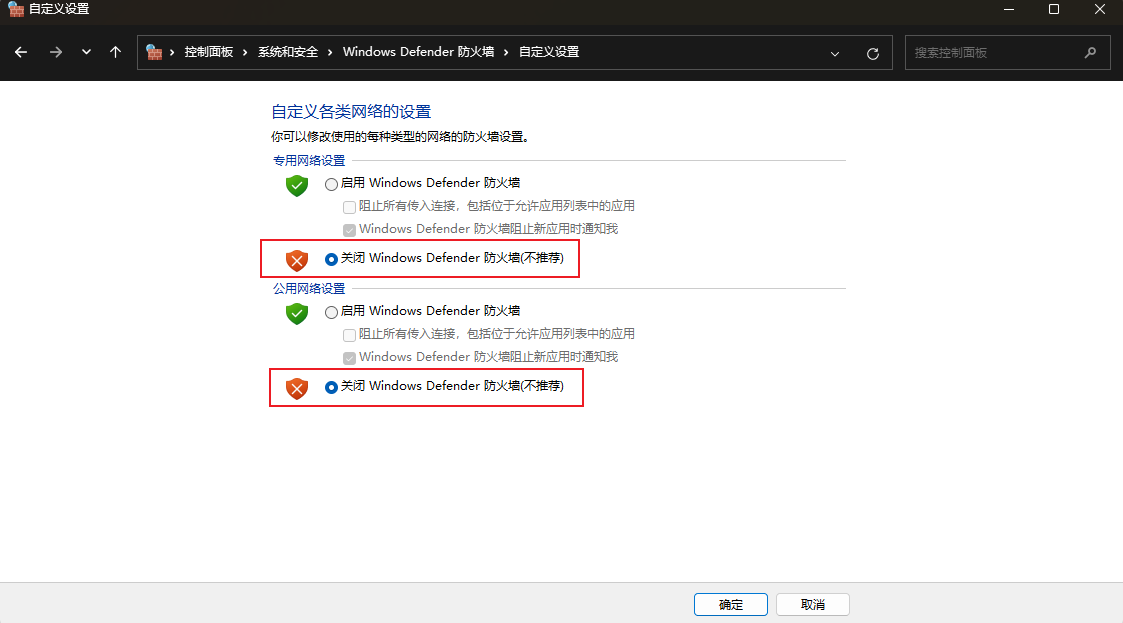 自定义设置
控制面板 › 系统和安全 › Windows Defender 防火墙 › 自定义设置
搜索控制面板
自定义各类网络的设置
你可以修改使用的每种类型的网络的防火墙设置。
专用网络设置
启用 Windows Defender 防火墙
阻止所有传入连接，包括位于允许应用列表中的应用
Windows Defender 防火墙阻止新应用时通知我
关闭 Windows Defender 防火墙(不推荐)
公用网络设置
启用 Windows Defender 防火墙
阻止所有传入连接，包括位于允许应用列表中的应用
Windows Defender 防火墙阻止新应用时通知我
关闭 Windows Defender 防火墙(不推荐)
确定
取消